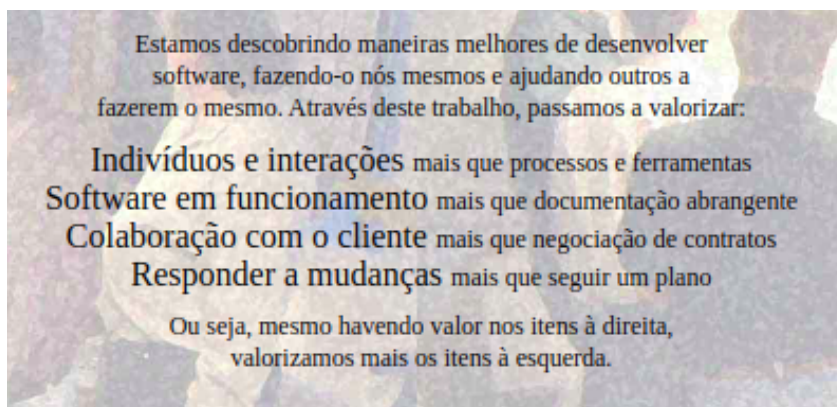 Estamos descobrindo maneiras melhores de desenvolver
software, fazendo-o nós mesmos e ajudando outros a
fazerem o mesmo. Através deste trabalho, passamos a valorizar:
Indivíduos e interações mais que processos e ferramentas
Software em funcionamento mais que documentação abrangente
Colaboração com o cliente mais que negociação de contratos
Responder a mudanças mais que seguir um plano
Ou seja, mesmo havendo valor nos itens à direita,
valorizamos mais os itens à esquerda.